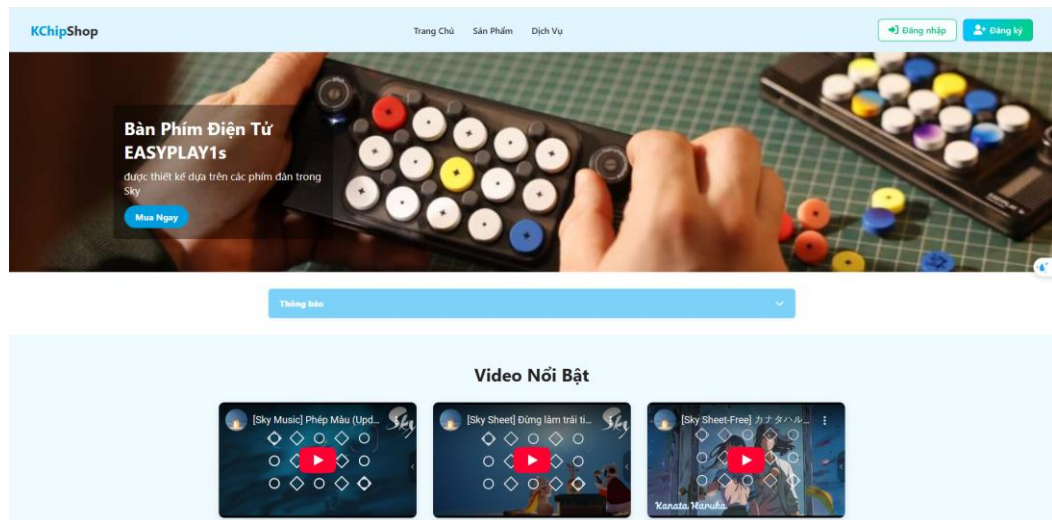 KChipShop
Trang Chủ
Sản Phẩm
Dịch Vụ
Đăng nhập
Đăng ký
Bàn Phím Điện Tử
EASYPLAY1s
được thiết kế dựa trên các phím đàn trong
Sky
Mua Ngay
Thông báo
Video Nổi Bật
[Sky Music] Phép Màu (Upd...
Sky
[Sky Sheet] Đừng làm trái ti...
Sky
[Sky Sheet-Free] カナタハル...
Kanata Haruka